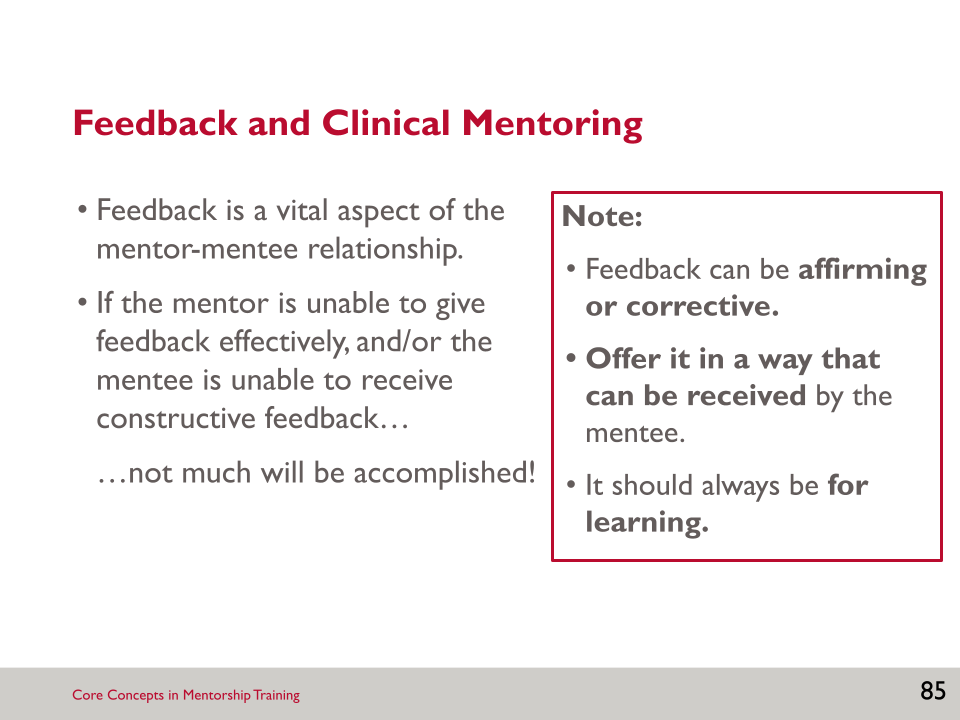 Feedback and Clinical Mentoring
• Feedback is a vital aspect of the
mentor-mentee relationship.
• If the mentor is unable to give
feedback effectively, and/or the
mentee is unable to receive
constructive feedback…
…not much will be accomplished!
Note:
• Feedback can be affirming
or corrective.
• Offer it in a way that
can be received by the
mentee.
• It should always be for
learning.
Core Concepts in Mentorship Training
85